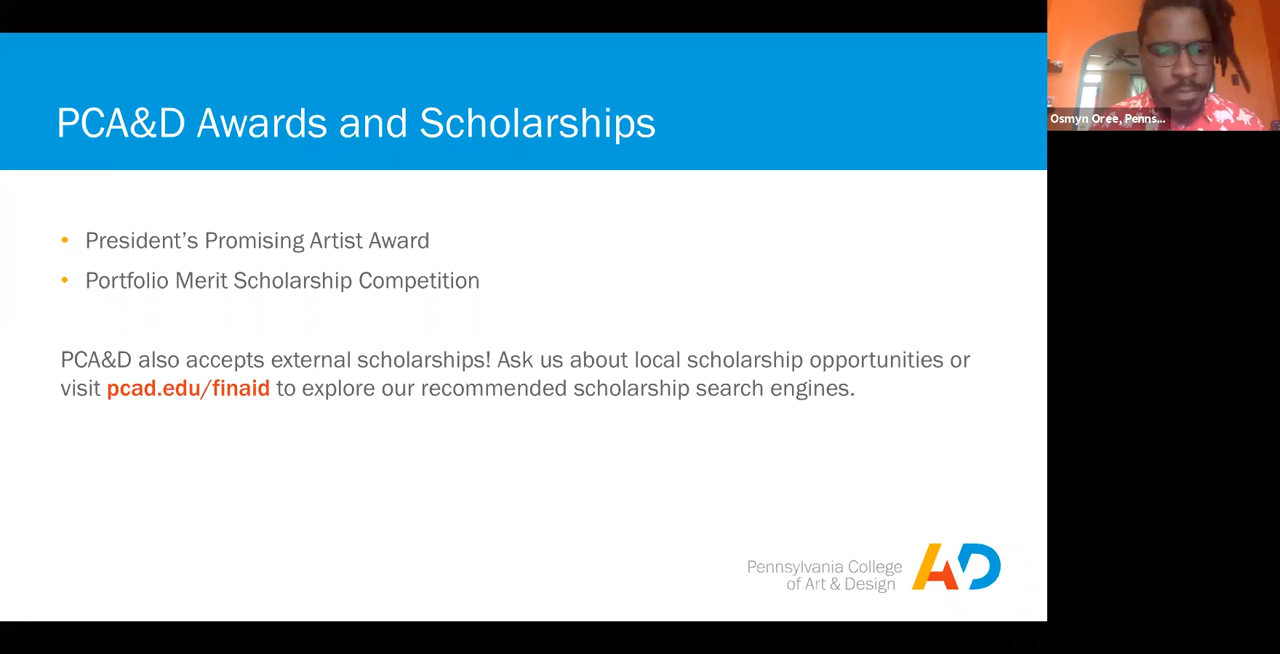 PCA&D Awards and Scholarships
• President's Promising Artist Award
• Portfolio Merit Scholarship Competition
PCA&D also accepts external scholarships! Ask us about local scholarship opportunities or
visit pcad.edu/finaid to explore our recommended scholarship search engines.
Pennsylvania College
of Art & Design
AD
Osmyn Oree, Penns...